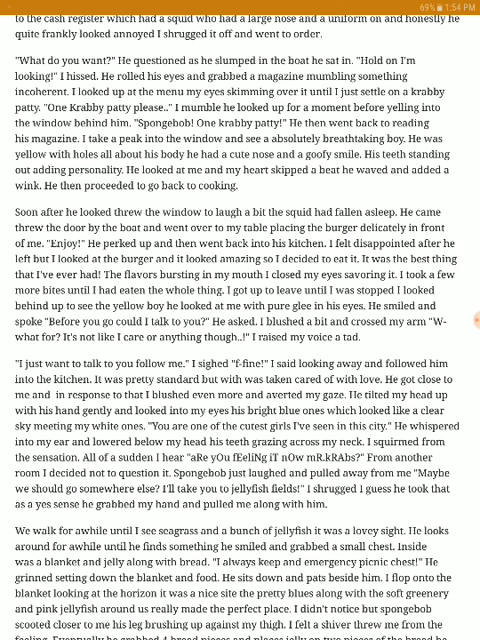 69% 1:54 PM
to the cash register which had a squid who had a large nose and a uniform on and honestly he
quite frankly looked annoyed I shrugged it off and went to order.
"What do you want?" He questioned as he slumped in the boat he sat in. "Hold on I'm
looking!" I hissed. He rolled his eyes and grabbed a magazine mumbling something
incoherent. I looked up at the menu my eyes skimming over it until I just settle on a krabby
patty. "One Krabby patty please.." I mumble he looked up for a moment before yelling into
the window behind him. "Spongebob! One krabby patty!" He then went back to reading
his magazine. I take a peak into the window and see a absolutely breathtaking boy. He was
yellow with holes all about his body he had a cute nose and a goofy smile. His teeth standing
out adding personality. He looked at me and my heart skipped a beat he waved and added a
wink. He then proceeded to go back to cooking.
Soon after he looked threw the window to laugh a bit the squid had fallen asleep. He came
threw the door by the boat and went over to my table placing the burger delicately in front
of me. "Enjoy!" He perked up and then went back into his kitchen. I felt disappointed after he
left but I looked at the burger and it looked amazing so I decided to eat it. It was the best thing
that I've ever had! The flavors bursting in my mouth I closed my eyes savoring it. I took a few
more bites until I had eaten the whole thing. I got up to leave until I was stopped I looked
behind up to see the yellow boy he looked at me with pure glee in his eyes. He smiled and
spoke "Before you go could I talk to you?" He asked. I blushed a bit and crossed my arm "W-
what for? It's not like I care or anything though..!" I raised my voice a tad.
"I just want to talk to you follow me." I sighed "f-fine!" I said looking away and followed him
into the kitchen. It was pretty standard but with was taken cared of with love. He got close to
me and in response to that I blushed even more and averted my gaze. He tilted my head up
with his hand gently and looked into my eyes his bright blue ones which looked like a clear
sky meeting my white ones. "You are one of the cutest girls I've seen in this city." He whispered
into my ear and lowered below my head his teeth grazing across my neck. I squirmed from
the sensation. All of a sudden I hear "aRe yOu fEeliNg iT nOw mR.kRAbs?" From another
room I decided not to question it. Spongebob just laughed and pulled away from me "Maybe
we should go somewhere else? I'll take you to jellyfish fields!" I shrugged I guess he took that
as a yes sense he grabbed my hand and pulled me along with him.
We walk for awhile until I see seagrass and a bunch of jellyfish it was a lovey sight. He looks
around for awhile until he finds something he smiled and grabbed a small chest. Inside
was a blanket and jelly along with bread. "I always keep and emergency picnic chest!" He
grinned setting down the blanket and food. He sits down and pats beside him. I flop onto the
blanket looking at the horizon it was a nice site the pretty blues along with the soft greenery
and pink jellyfish around us really made the perfect place. I didn't notice but spongebob
scooted closer to me his leg brushing up against my thigh. I felt a shiver threw me from the
feeling. Eventually he grabbed 4 bread pieces and places jelly on two pieces of the bread he